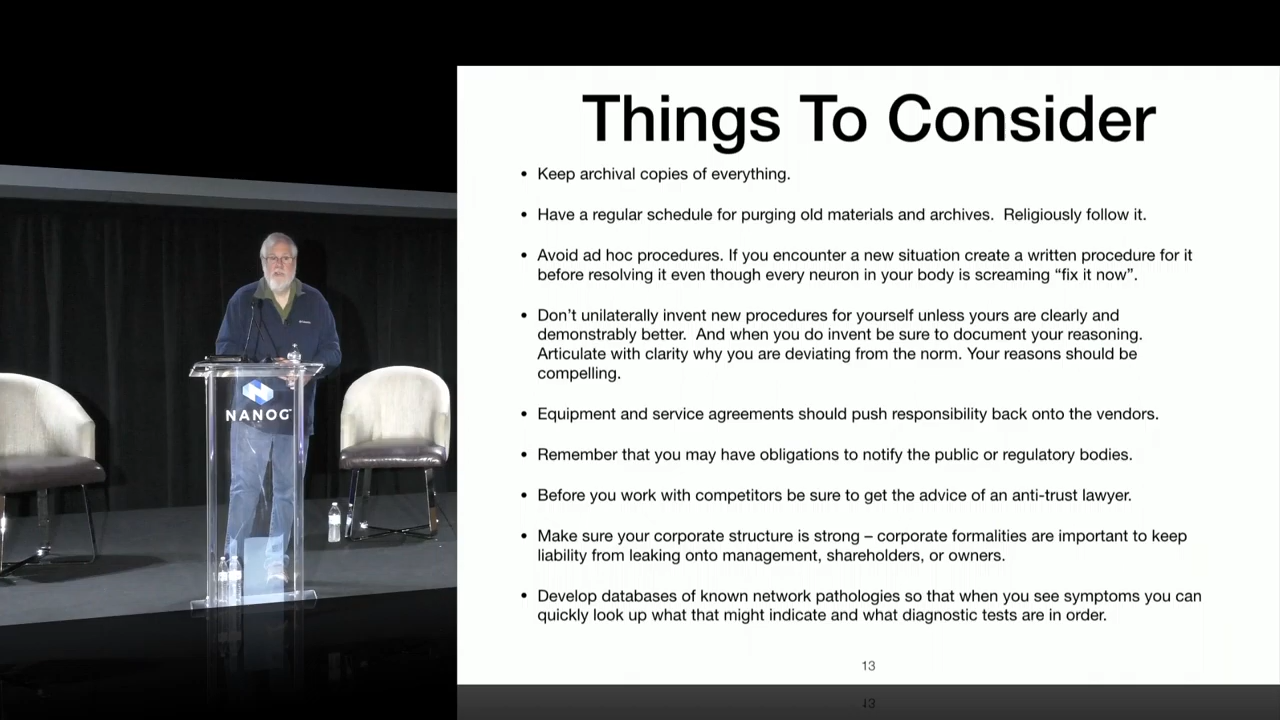 Things To Consider
• Keep archival copies of everything.
• Have a regular schedule for purging old materials and archives.  Religiously follow it.
• Avoid ad hoc procedures. If you encounter a new situation create a written procedure for it
before resolving it even though every neuron in your body is screaming “fix it now”.
• Don’t unilaterally invent new procedures for yourself unless yours are clearly and
demonstrably better.  And when you do invent be sure to document your reasoning.
Articulate with clarity why you are deviating from the norm. Your reasons should be
compelling.
• Equipment and service agreements should push responsibility back onto the vendors.
• Remember that you may have obligations to notify the public or regulatory bodies.
• Before you work with competitors be sure to get the advice of an anti-trust lawyer.
• Make sure your corporate structure is strong – corporate formalities are important to keep
liability from leaking onto management, shareholders, or owners.
• Develop databases of known network pathologies so that when you see symptoms you can
quickly look up what that might indicate and what diagnostic tests are in order.
13
NANOG